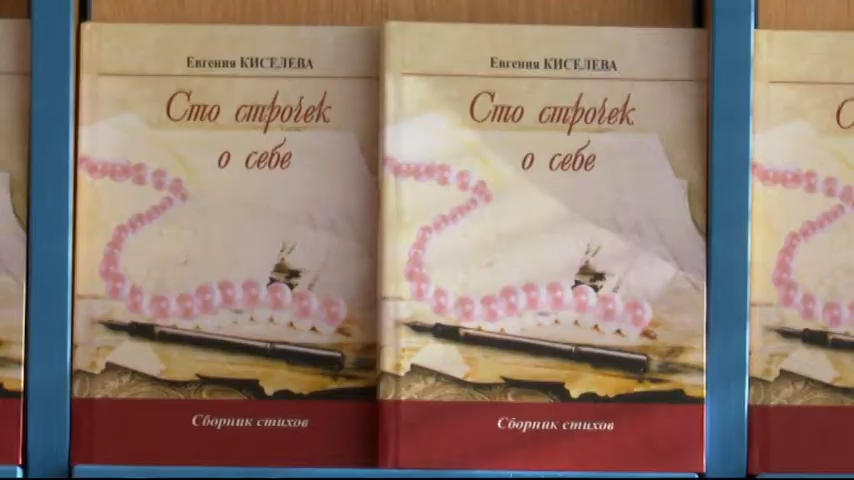 Евгения КИСЕЛЕВА
Сто строчек
о себе
Сборник стихов
Евгения КИСЕЛЕВА
Сто строчек
о себе
Сборник стихов
С